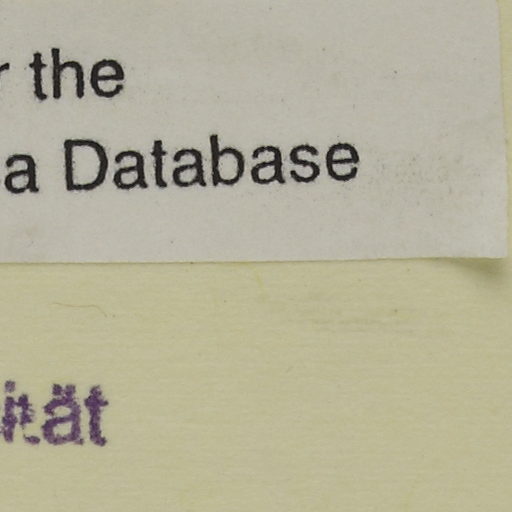 r the
a Database
ität